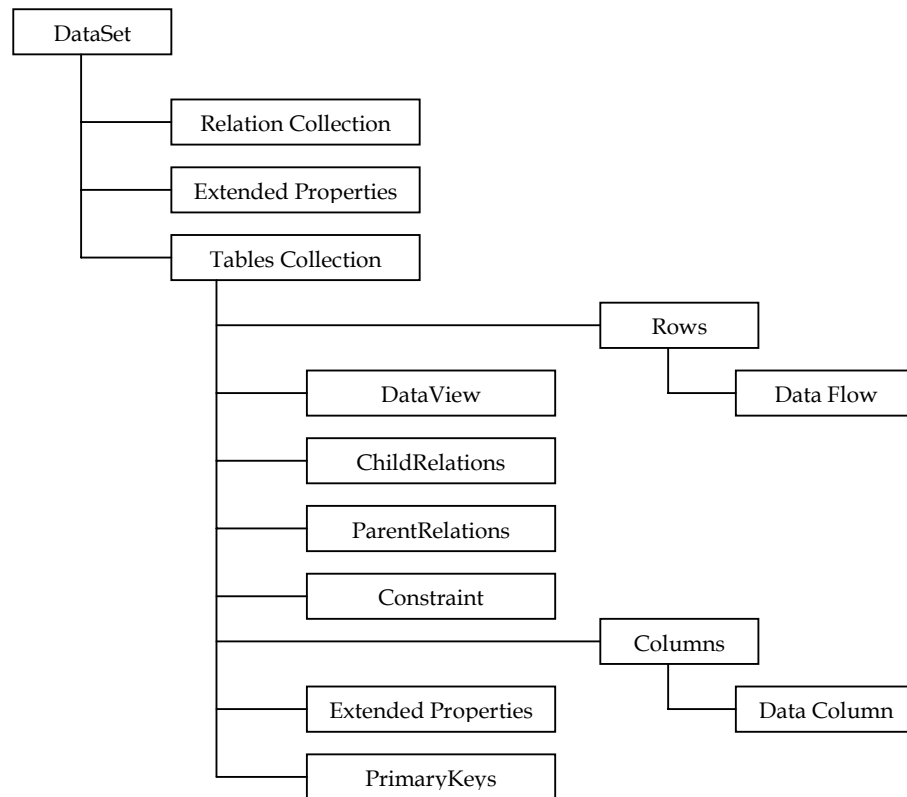 DataSet
Relation Collection
Extended Properties
Tables Collection
Rows
DataView
Data Flow
ChildRelations
ParentRelations
Constraint
Columns
Extended Properties
Data Column
PrimaryKeys